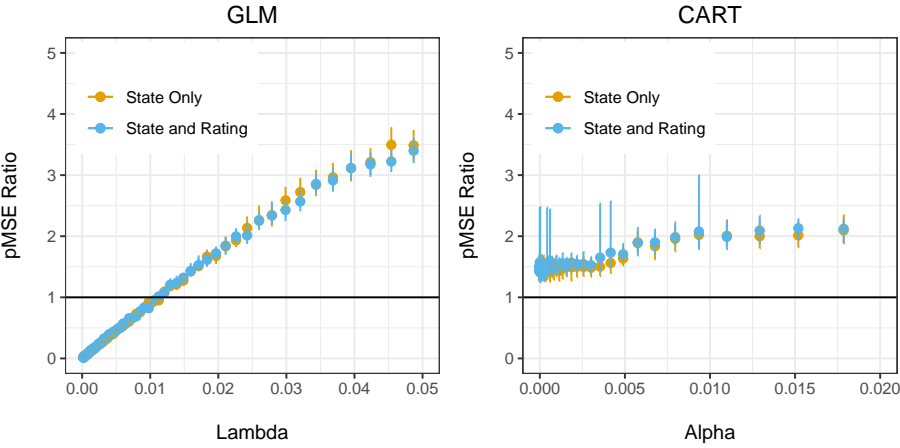 GLM
5
4
3
2
1
0
pMSE Ratio
State Only
State and Rating
0.00
0.01
0.02
0.03
0.04
0.05
Lambda
CART
5
4
3
2
1
0
pMSE Ratio
State Only
State and Rating
0.000
0.005
0.010
0.015
0.020
Alpha